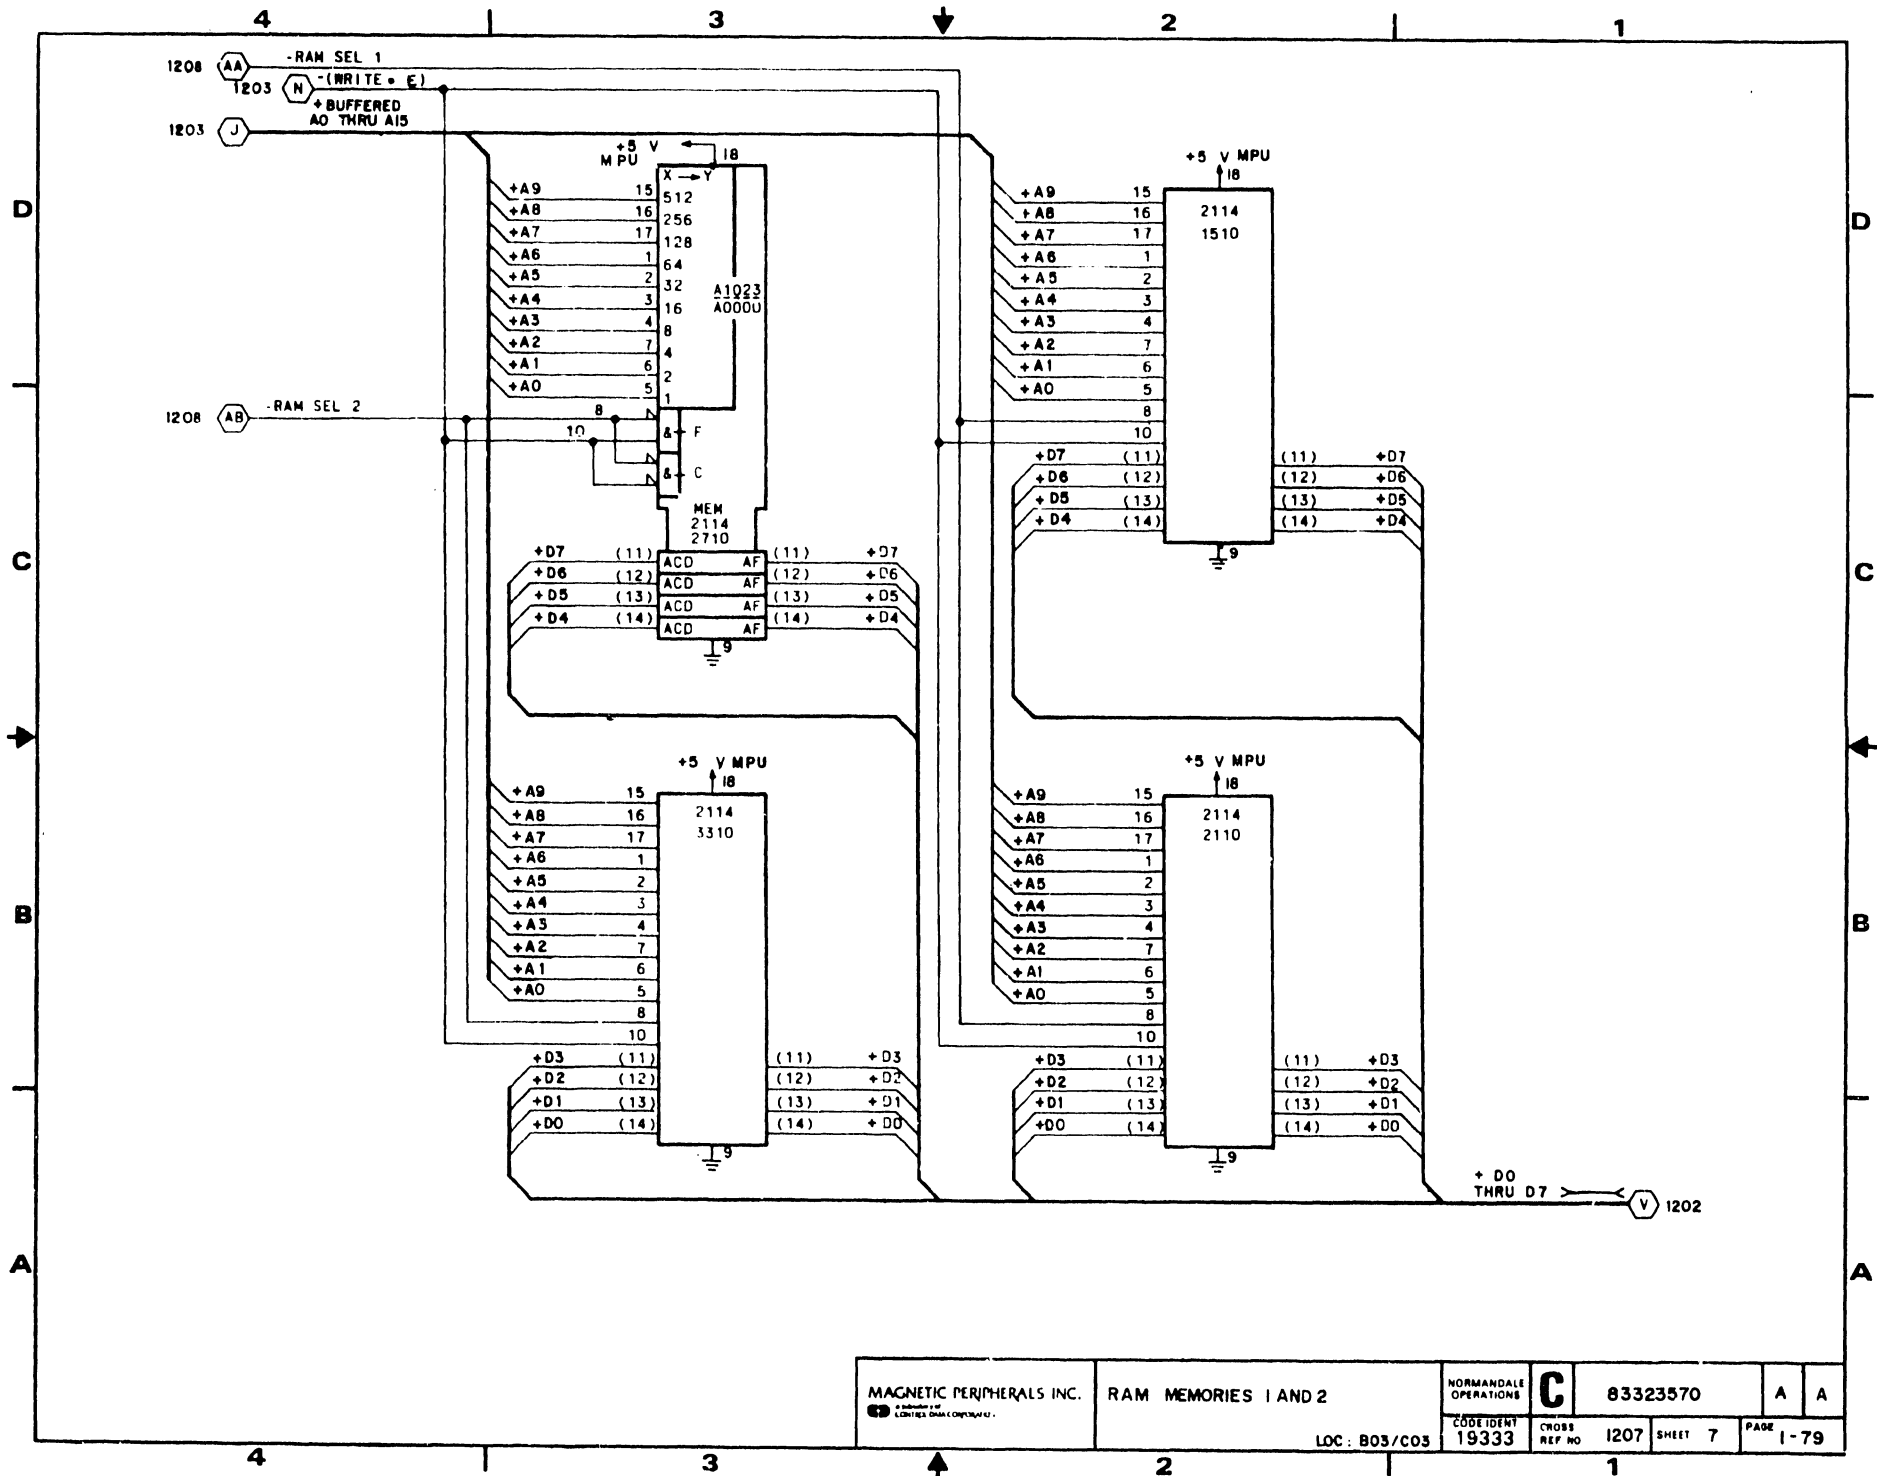 4 3 2 1
1208 AA -RAM SEL 1
1203 N -(WRITE • E)
+BUFFERED
A0 THRU A15
1208 J
D D
C C
B B
A A
+5 V
MPU
18
X → Y
+A9 15 512
+A8 16 256
+A7 17 128
+A6 1 64
+A5 2 32
+A4 3 16
+A3 4 8
+A2 7 4
+A1 6 2
+A0 5 1
A1023
A0000
1208 AB -RAM SEL 2
8
10
& F
& C
MEM
2114
2710
+D7 (11) ACD AF (11) +D7
+D6 (12) ACD AF (12) +D6
+D5 (13) ACD AF (13) +D5
+D4 (14) ACD AF (14) +D4
9
+5 V MPU
18
2114
1510
+A9 15
+A8 16
+A7 17
+A6 1
+A5 2
+A4 3
+A3 4
+A2 7
+A1 6
+A0 5
8
10
+D7 (11) (11) +D7
+D6 (12) (12) +D6
+D5 (13) (13) +D5
+D4 (14) (14) +D4
9
+5 V MPU
18
2114
3310
+A9 15
+A8 16
+A7 17
+A6 1
+A5 2
+A4 3
+A3 4
+A2 7
+A1 6
+A0 5
8
10
+D3 (11) (11) +D3
+D2 (12) (12) +D2
+D1 (13) (13) +D1
+D0 (14) (14) +D0
9
+5 V MPU
18
2114
2110
+A9 15
+A8 16
+A7 17
+A6 1
+A5 2
+A4 3
+A3 4
+A2 7
+A1 6
+A0 5
8
10
+D3 (11) (11) +D3
+D2 (12) (12) +D2
+D1 (13) (13) +D1
+D0 (14) (14) +D0
9
+ D0
THRU D7
V 1202
MAGNETIC PERIPHERALS INC.
a subsidiary of
CONTROL DATA CORPORATION
RAM MEMORIES 1 AND 2
LOC: B03/C03
NORMANDALE
OPERATIONS
C 83323570 A A
CODE IDENT
19333
CROSS
REF NO 1207 SHEET 7 PAGE 1-79
4 3 2 1